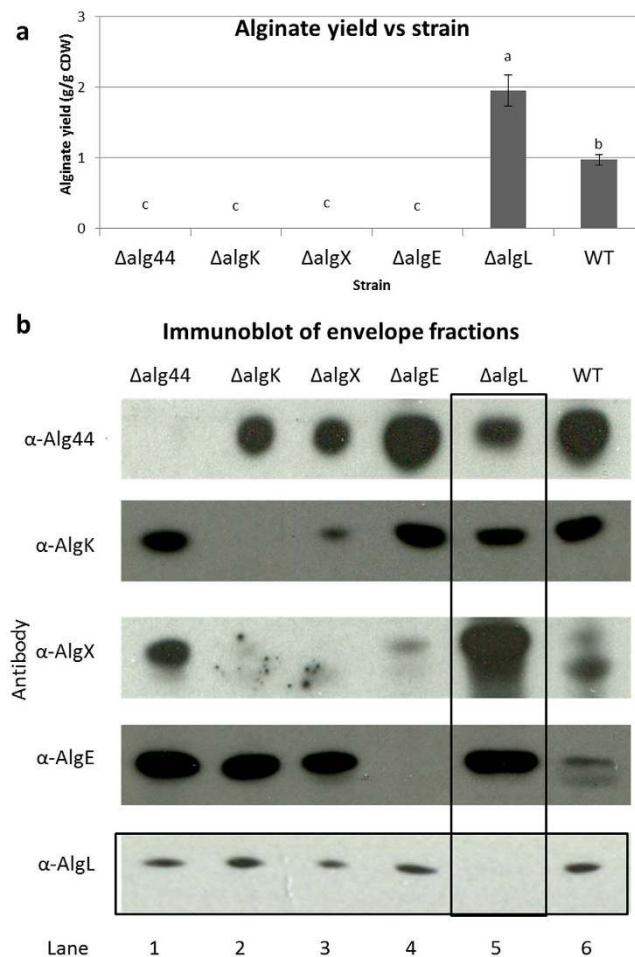 a
Alginate yield vs strain
Alginate yield (g/g CDW)
3
2
1
0
c
c
c
c
a
b
Δalg44 ΔalgK ΔalgX ΔalgE ΔalgL WT
Strain
b
Immunoblot of envelope fractions
Δalg44 ΔalgK ΔalgX ΔalgE ΔalgL WT
Antibody
α-Alg44
α-AlgK
α-AlgX
α-AlgE
α-AlgL
Lane 1 2 3 4 5 6